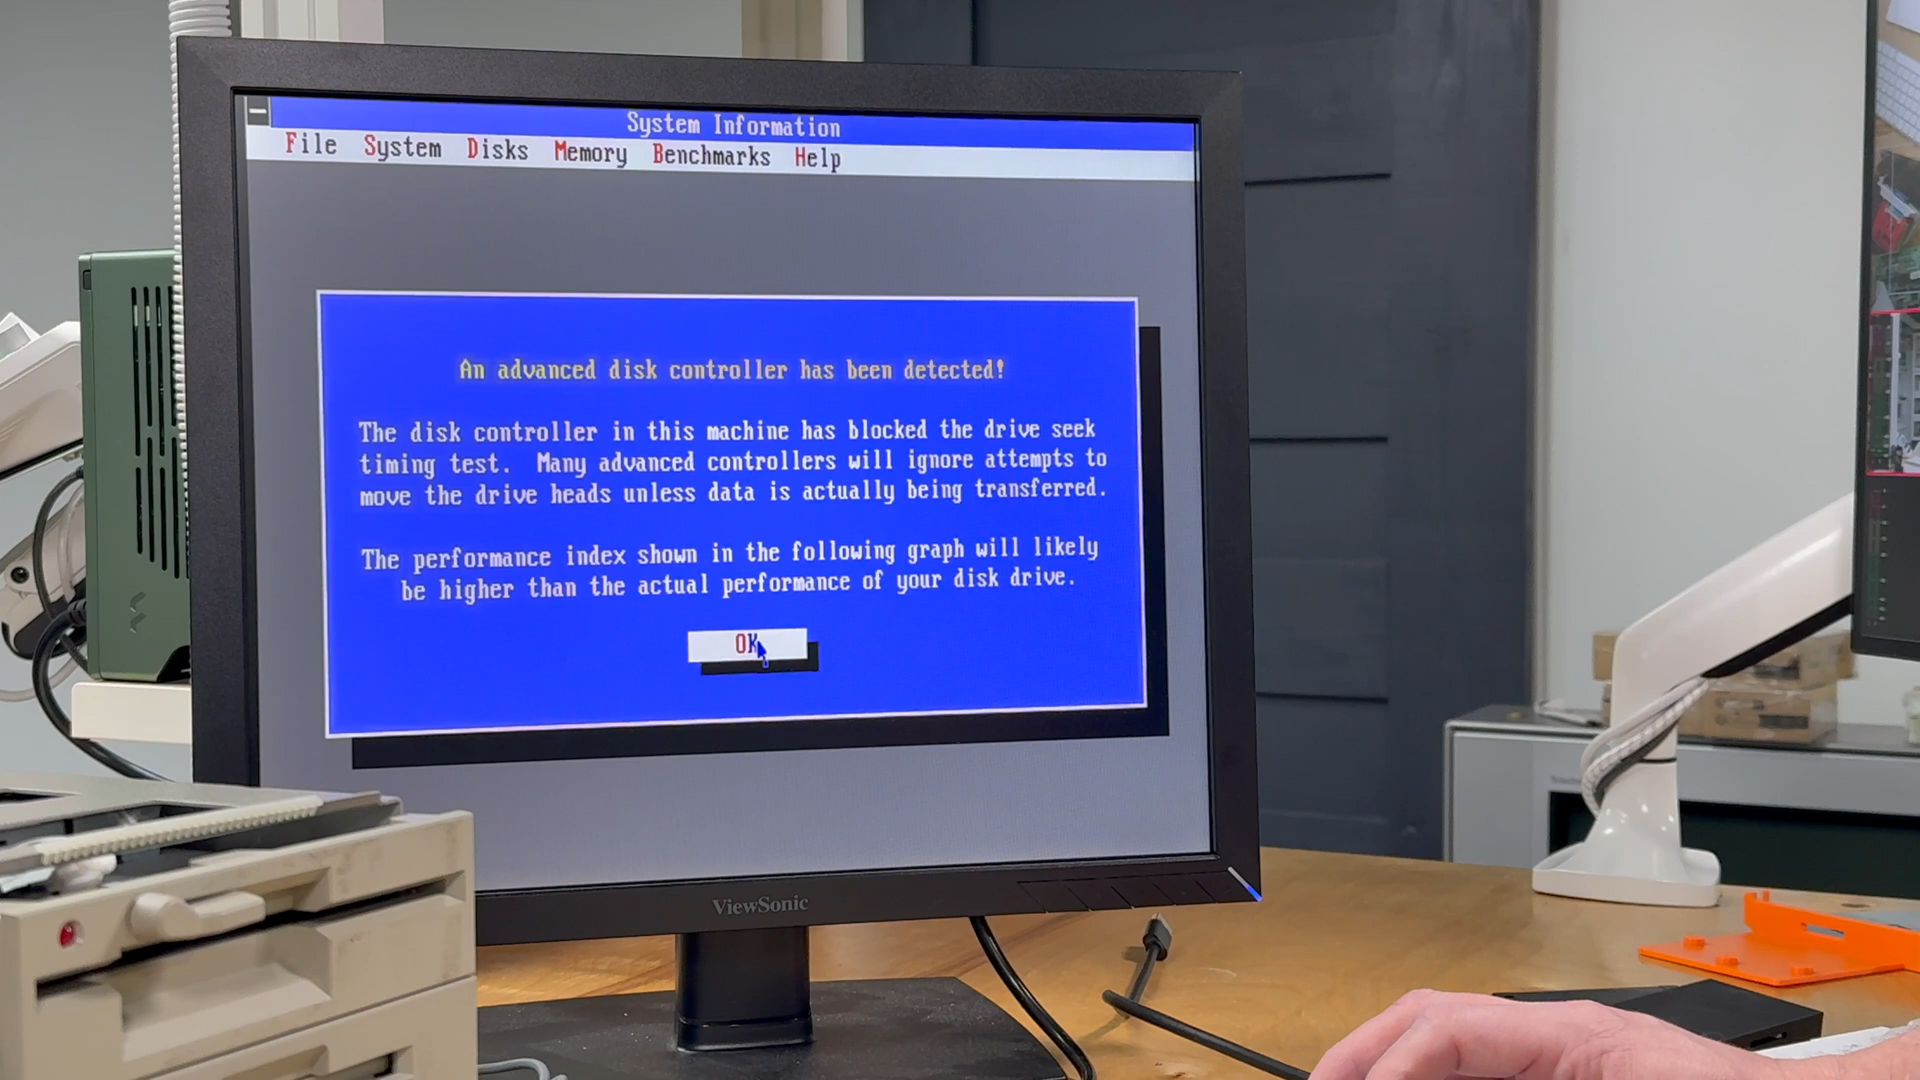 System Information
File System Disks Memory Benchmarks Help
An advanced disk controller has been detected!
The disk controller in this machine has blocked the drive seek
timing test. Many advanced controllers will ignore attempts to
move the drive heads unless data is actually being transferred.
The performance index shown in the following graph will likely
be higher than the actual performance of your disk drive.
OK
ViewSonic